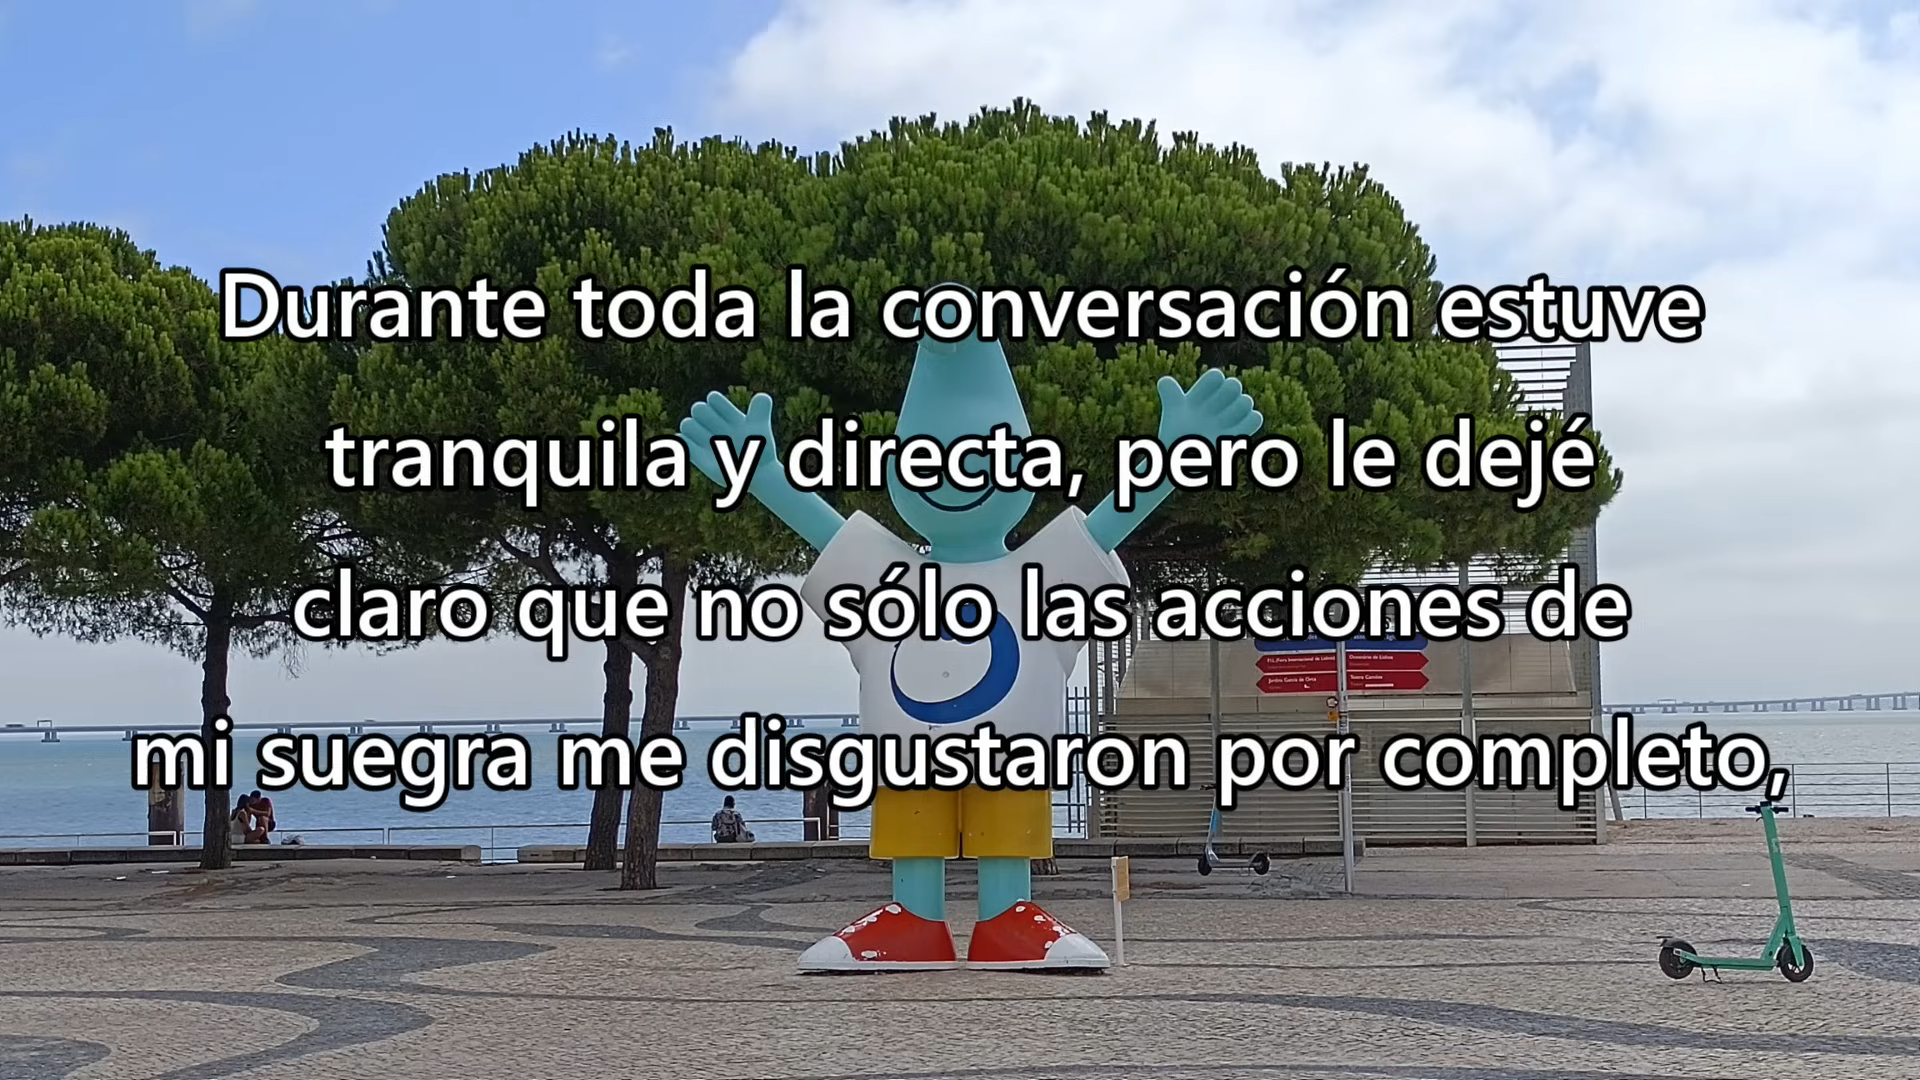 Durante toda la conversación estuve
tranquila y directa, pero le dejé
claro que no sólo las acciones de
mi suegra me disgustaron por completo,